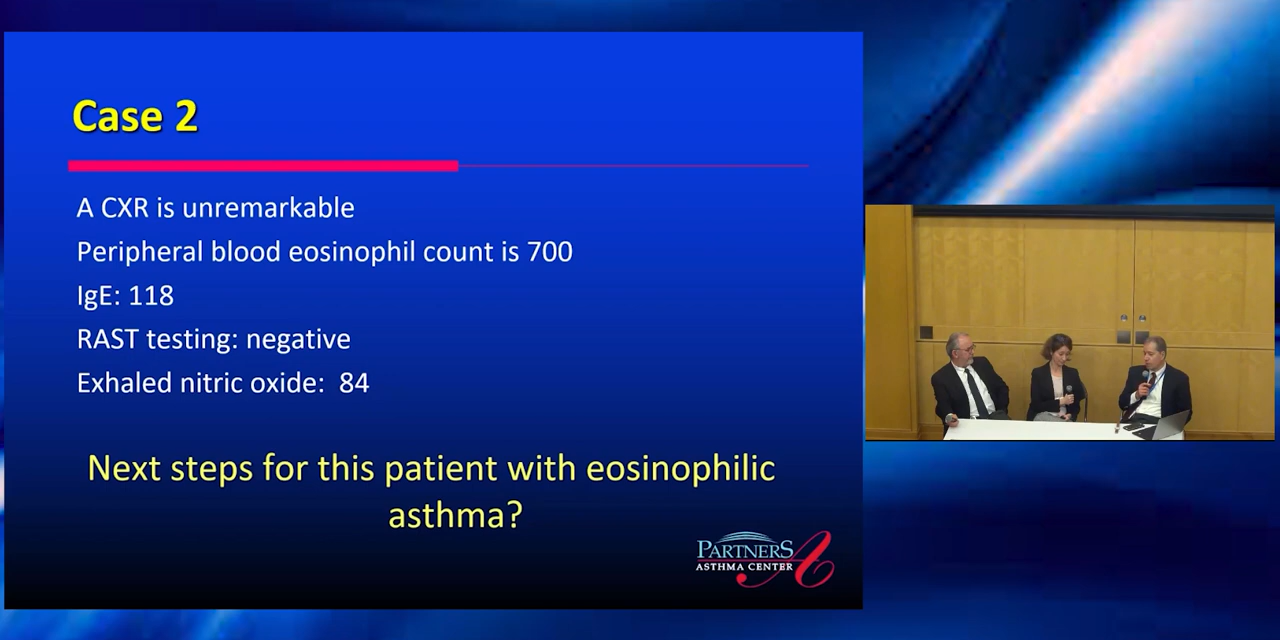 Case 2
A CXR is unremarkable
Peripheral blood eosinophil count is 700
IgE: 118
RAST testing: negative
Exhaled nitric oxide:  84
Next steps for this patient with eosinophilic
asthma?
PARTNERS
ASTHMA CENTER
A